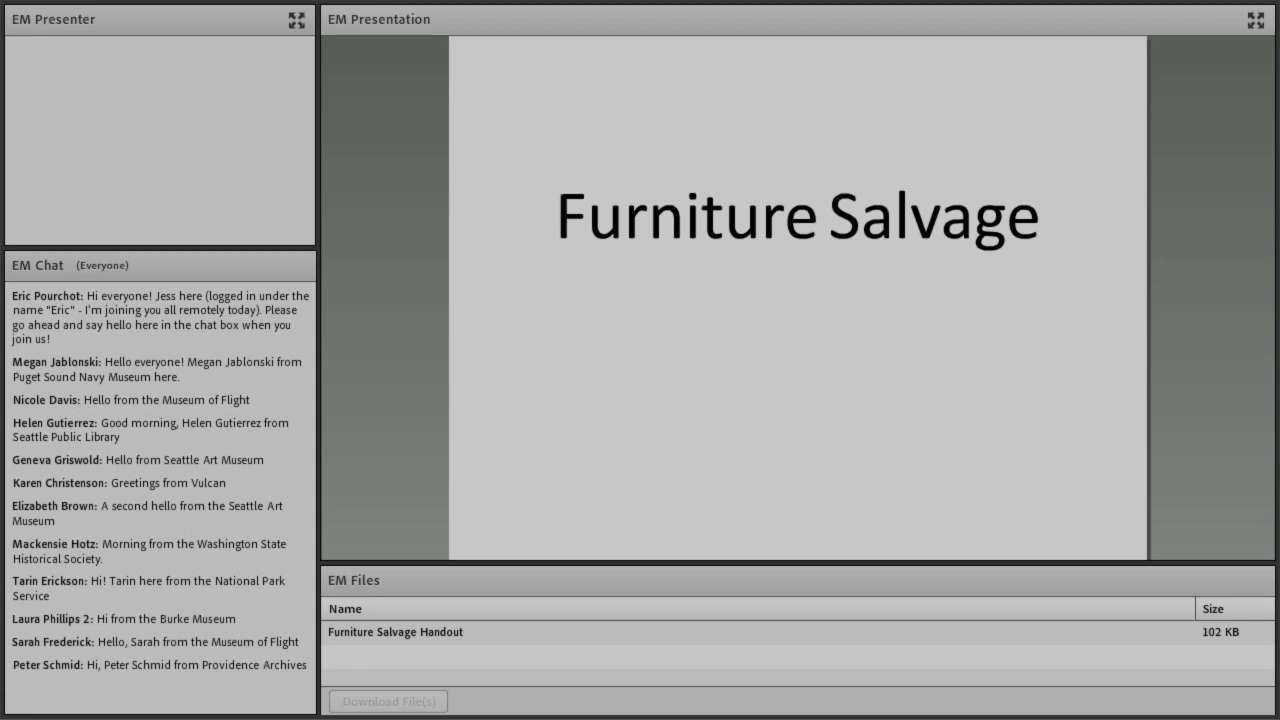 EM Presenter
EM Presentation
Furniture Salvage
EM Chat (Everyone)
Eric Pourchot: Hi everyone! Jess here (logged in under the
name "Eric" - I'm joining you all remotely today). Please
go ahead and say hello here in the chat box when you
join us!
Megan Jablonski: Hello everyone! Megan Jablonski from
Puget Sound Navy Museum here.
Nicole Davis: Hello from the Museum of Flight
Helen Gutierrez: Good morning, Helen Gutierrez from
Seattle Public Library
Geneva Griswold: Hello from Seattle Art Museum
Karen Christenson: Greetings from Vulcan
Elizabeth Brown: A second hello from the Seattle Art
Museum
Mackensie Hotz: Morning from the Washington State
Historical Society.
Tarin Erickson: Hi! Tarin here from the National Park
Service
Laura Phillips 2: Hi from the Burke Museum
Sarah Frederick: Hello, Sarah from the Museum of Flight
Peter Schmid: Hi, Peter Schmid from Providence Archives
EM Files
Name Size
Furniture Salvage Handout 102 KB
Download File(s)